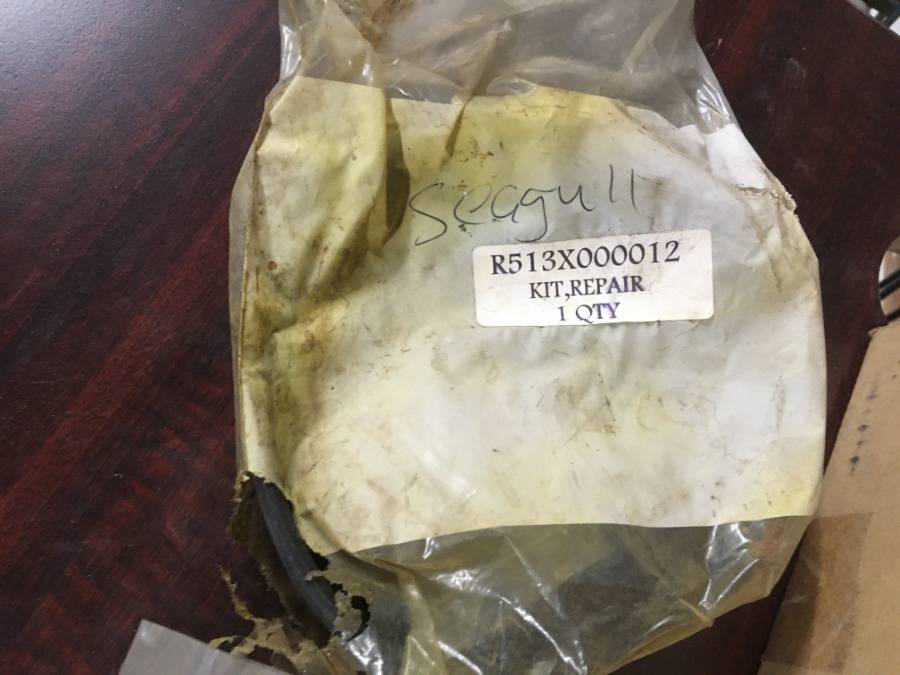 Seagull
R513X000012
KIT,REPAIR
1 QTY